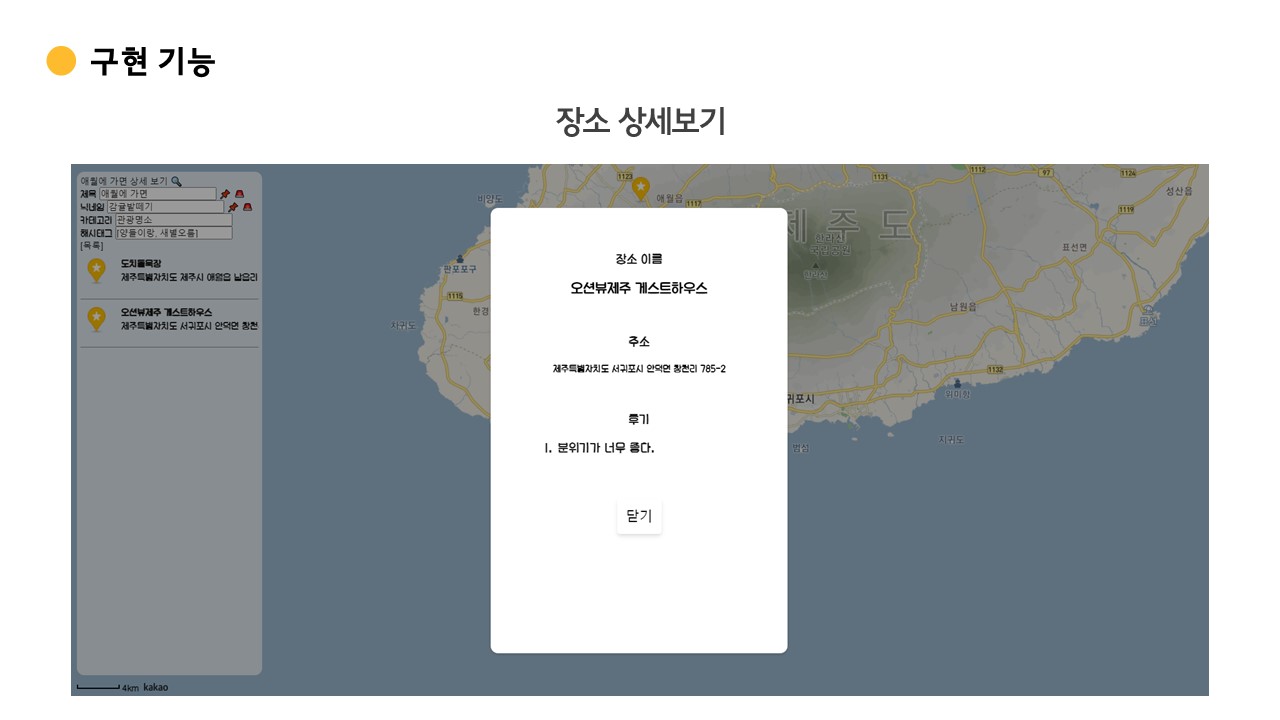 구현 기능
장소 상세보기
애월에 가면 상세 보기
제목 애월에 가면
닉네임 감귤밭떼기
카테고리 관광명소
해시태그 [양뜰이랑, 새별오름]
[목록]
도치돌목장
제주특별자치도 제주시 애월읍 납읍리
오션뷰제주 게스트하우스
제주특별자치도 서귀포시 안덕면 창천
4km kakao
장소 이름
오션뷰제주 게스트하우스
주소
제주특별자치도 서귀포시 안덕면 창천리 785-2
후기
1. 분위기가 너무 좋다.
닫기
비양도
판포포구
1115
한경
차귀도
1123
애월읍
1117
제주도
한라산
국립공원
한라산
1131
1112
97
1124
성산읍
1119
표선면
남원읍
1132
위미항
귀포시
범섬
지귀도